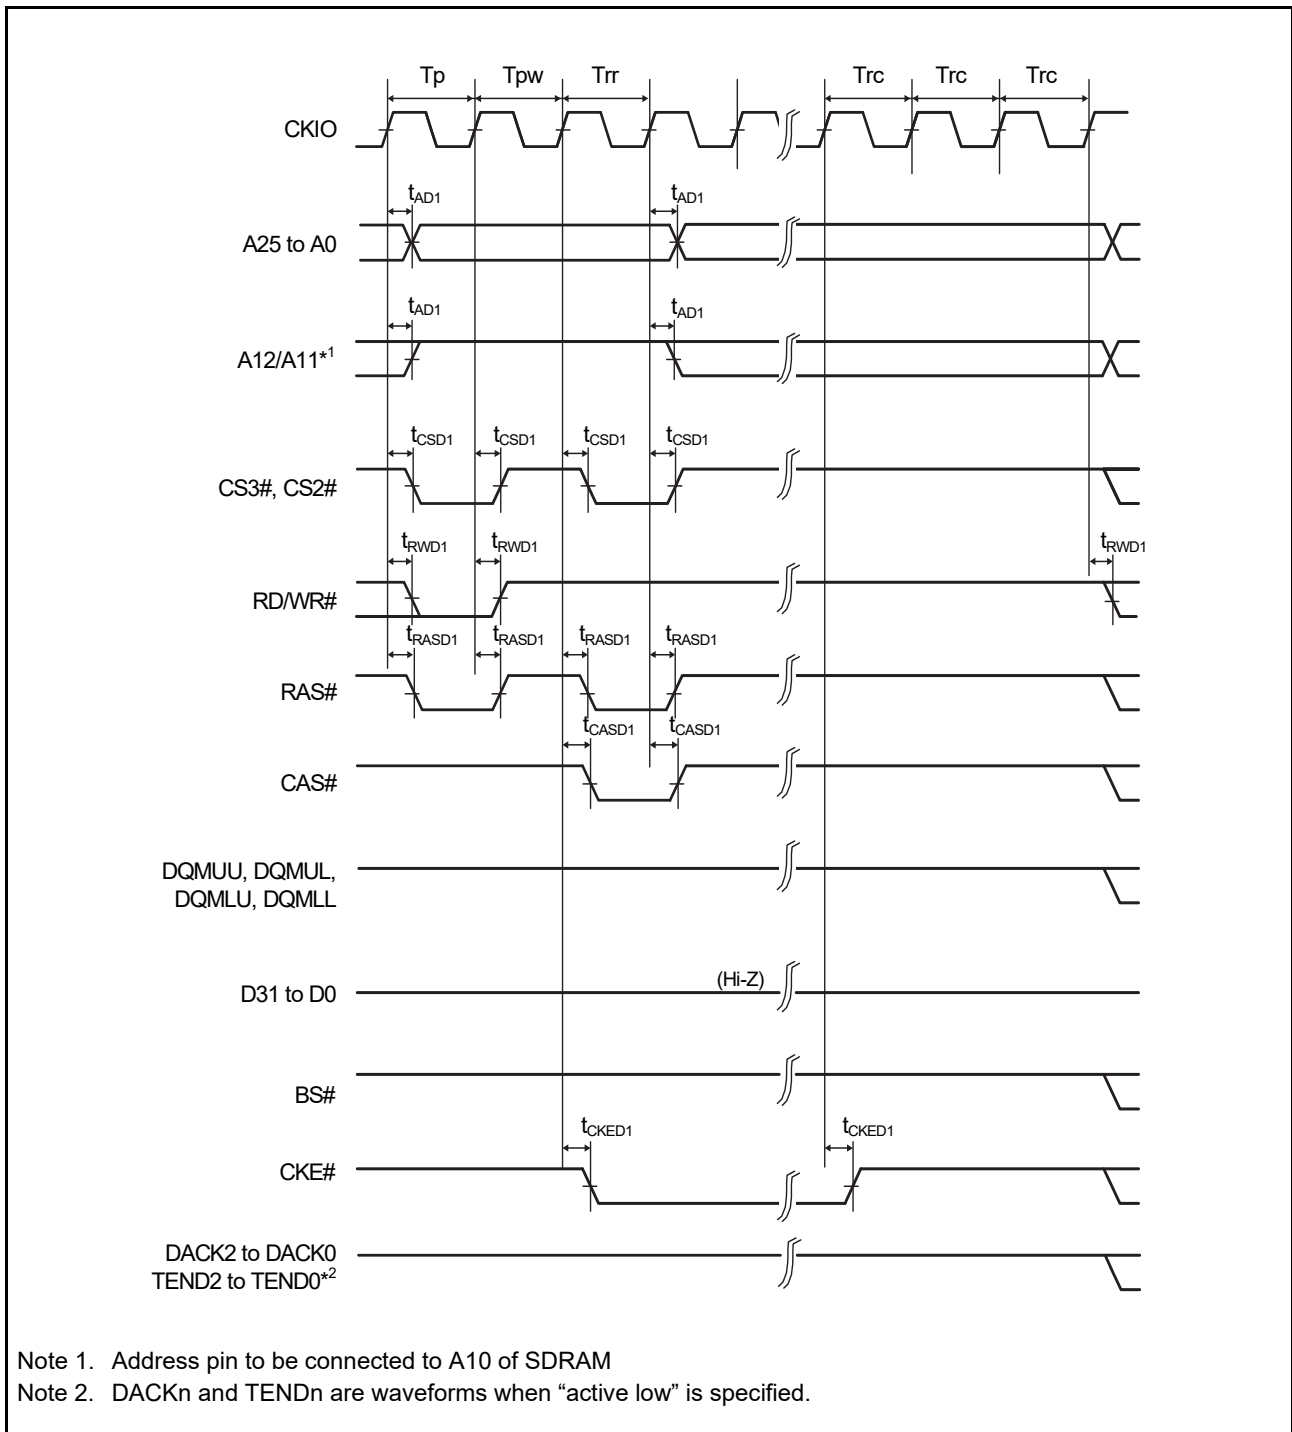 Tp Tpw Trr Trc Trc Trc
CKIO
tAD1 tAD1
A25 to A0
tAD1 tAD1
A12/A11*1
tCSD1 tCSD1 tCSD1 tCSD1
CS3#, CS2#
tRWD1 tRWD1 tRWD1
RD/WR#
tRASD1 tRASD1 tRASD1 tRASD1
RAS#
tCASD1 tCASD1
CAS#
DQMUU, DQMUL,
DQMLU, DQMLL
(Hi-Z)
D31 to D0
BS#
tCKED1 tCKED1
CKE#
DACK2 to DACK0
TEND2 to TEND0*2
Note 1. Address pin to be connected to A10 of SDRAM
Note 2. DACKn and TENDn are waveforms when “active low” is specified.